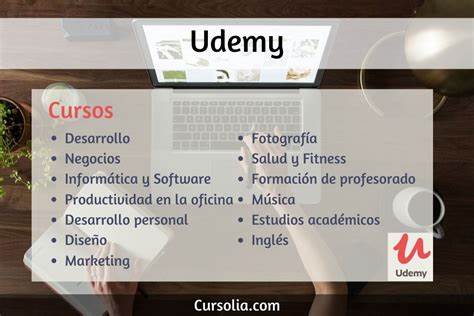 Udemy
Cursos
Desarrollo
Negocios
Informática y Software
Productividad en la oficina
Desarrollo personal
Diseño
Marketing
Fotografía
Salud y Fitness
Formación de profesorado
Música
Estudios académicos
Inglés
Udemy
Cursolia.com